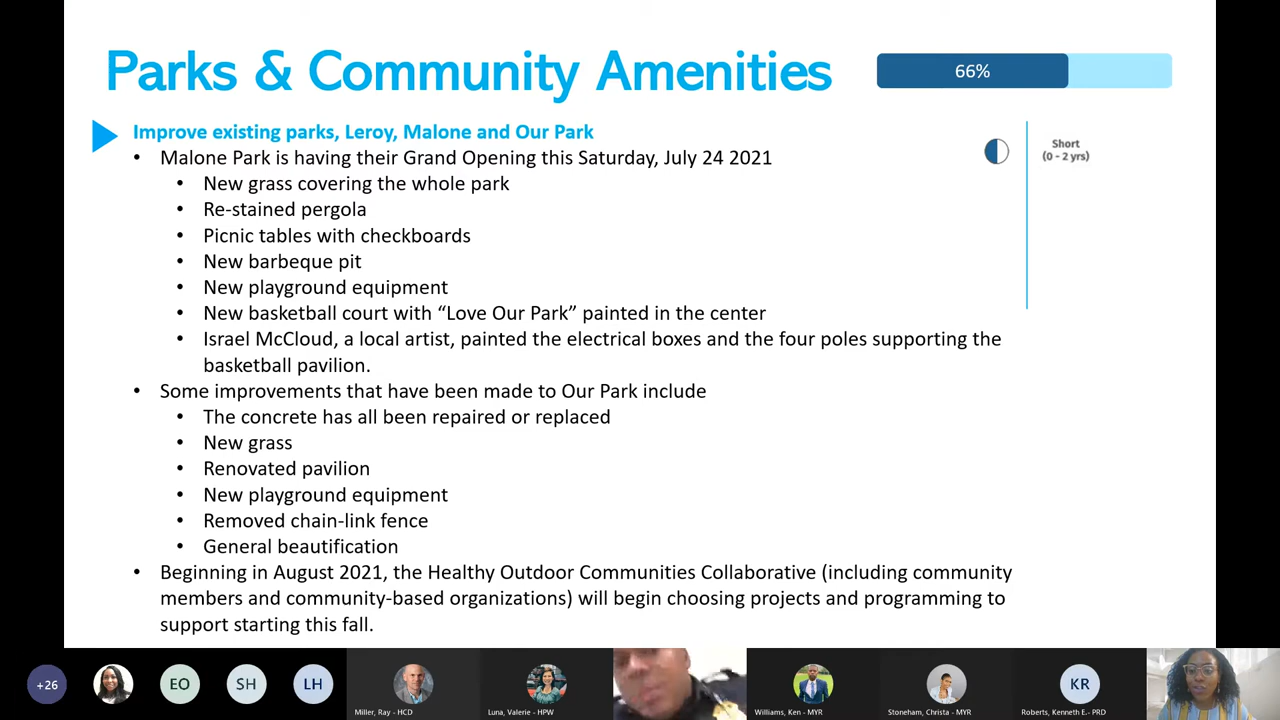 Parks & Community Amenities
66%
Improve existing parks, Leroy, Malone and Our Park
• Malone Park is having their Grand Opening this Saturday, July 24 2021
• New grass covering the whole park
• Re-stained pergola
• Picnic tables with checkboards
• New barbeque pit
• New playground equipment
• New basketball court with “Love Our Park” painted in the center
• Israel McCloud, a local artist, painted the electrical boxes and the four poles supporting the
basketball pavilion.
• Some improvements that have been made to Our Park include
• The concrete has all been repaired or replaced
• New grass
• Renovated pavilion
• New playground equipment
• Removed chain-link fence
• General beautification
• Beginning in August 2021, the Healthy Outdoor Communities Collaborative (including community
members and community-based organizations) will begin choosing projects and programming to
support starting this fall.
Short
(0 - 2 yrs)
+26
EO
SH
LH
KR
Miller, Ray - HCD
Luna, Valerie - HPW
Williams, Ken - MYR
Stoneham, Christa - MYR
Roberts, Kenneth E.- PRD